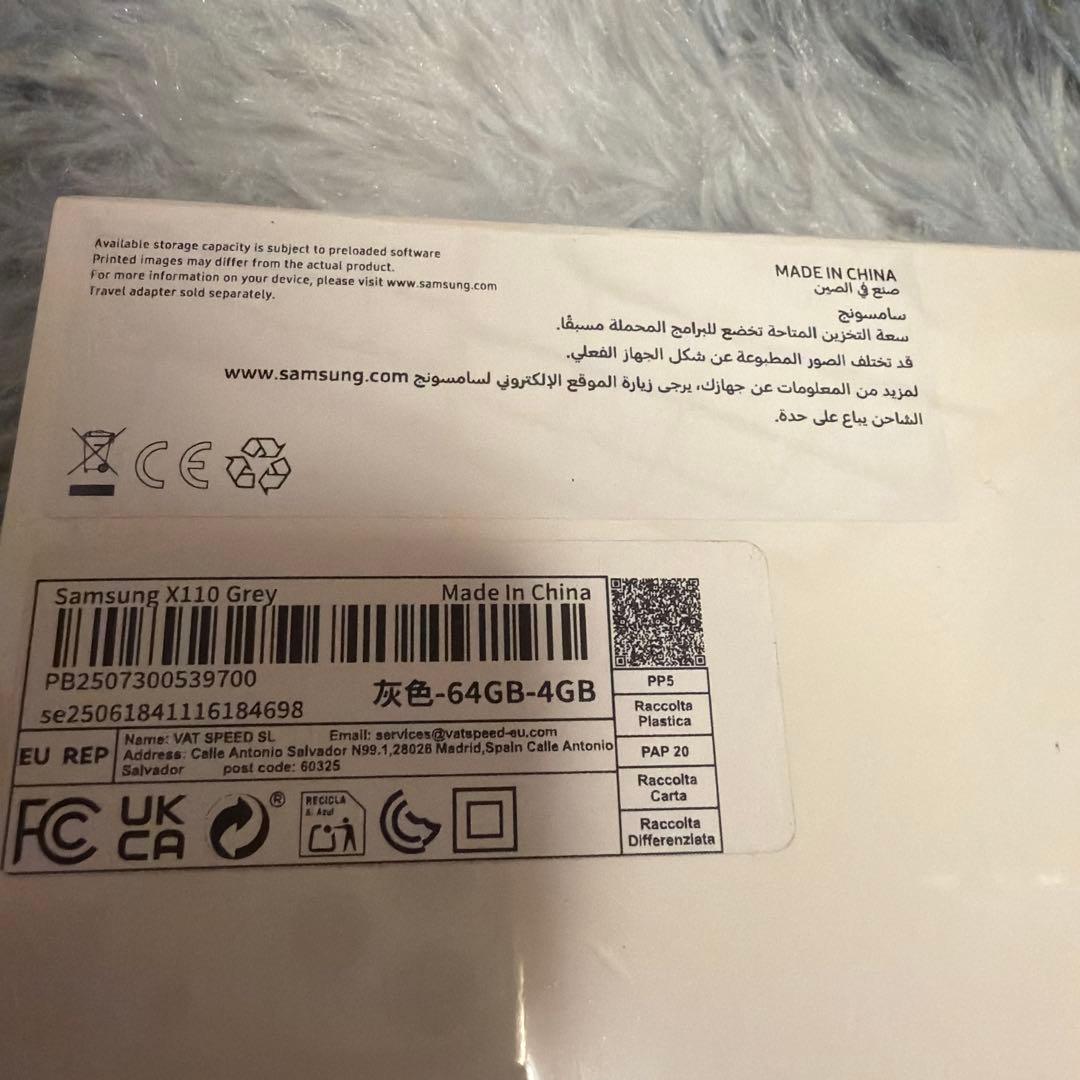 Available storage capacity is subject to preloaded software
Printed images may differ from the actual product.
For more information on your device, please visit www.samsung.com
Travel adapter sold separately.
MADE IN CHINA
صنع في الصين
سامسونج
سعة التخزين المتاحة تخضع للبرامج المحملة مسبقًا.
قد تختلف الصور المطبوعة عن شكل الجهاز الفعلي.
لمزيد من المعلومات عن جهازك، يرجى زيارة الموقع الإلكتروني لسامسونج www.samsung.com
الشاحن يباع على حدة.
CE
Samsung X110 Grey
Made In China
PB2507300539700
灰色-64GB-4GB
se25061841116184698
EU REP
Name: VAT SPEED SL
Email: services@vatspeed-eu.com
Address: Calle Antonio Salvador N99.1,28026 Madrid,Spain Calle Antonio
Salvador post code: 60325
FC
UK
CA
®
RECICLA
A. Azul
PP5
Raccolta
Plastica
PAP 20
Raccolta
Carta
Raccolta
Differenziata